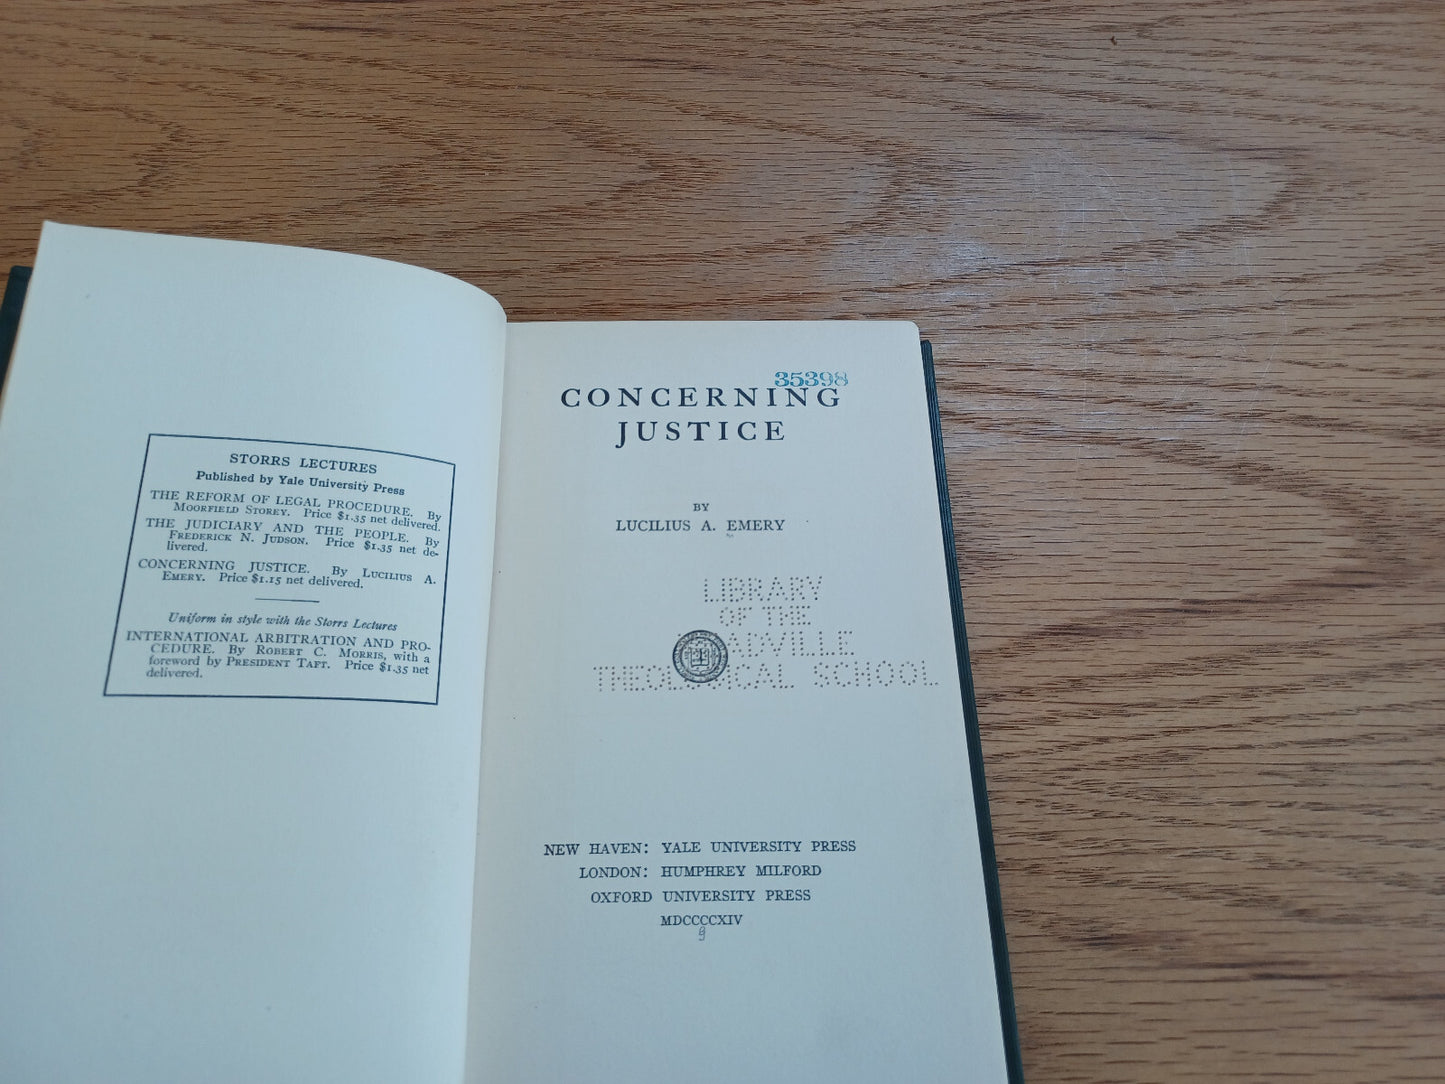 STORRS LECTURES
Published by Yale University Press
THE REFORM OF LEGAL PROCEDURE. By
MOORFIELD STOREY. Price $1.35 net delivered.
THE JUDICIARY AND THE PEOPLE. By
FREDERICK N. JUDSON. Price $1.35 net de-
livered.
CONCERNING JUSTICE. By LUCILIUS A.
EMERY. Price $1.15 net delivered.
Uniform in style with the Storrs Lectures
INTERNATIONAL ARBITRATION AND PRO-
CEDURE. By ROBERT C. MORRIS, with a
foreword by PRESIDENT TAFT. Price $1.35 net
delivered.
35398
CONCERNING
JUSTICE
BY
LUCILIUS A. EMERY
LIBRARY
OF THE
ADVILLE
THEOLOGICAL SCHOOL
NEW HAVEN: YALE UNIVERSITY PRESS
LONDON: HUMPHREY MILFORD
OXFORD UNIVERSITY PRESS
MDCCCCXIV